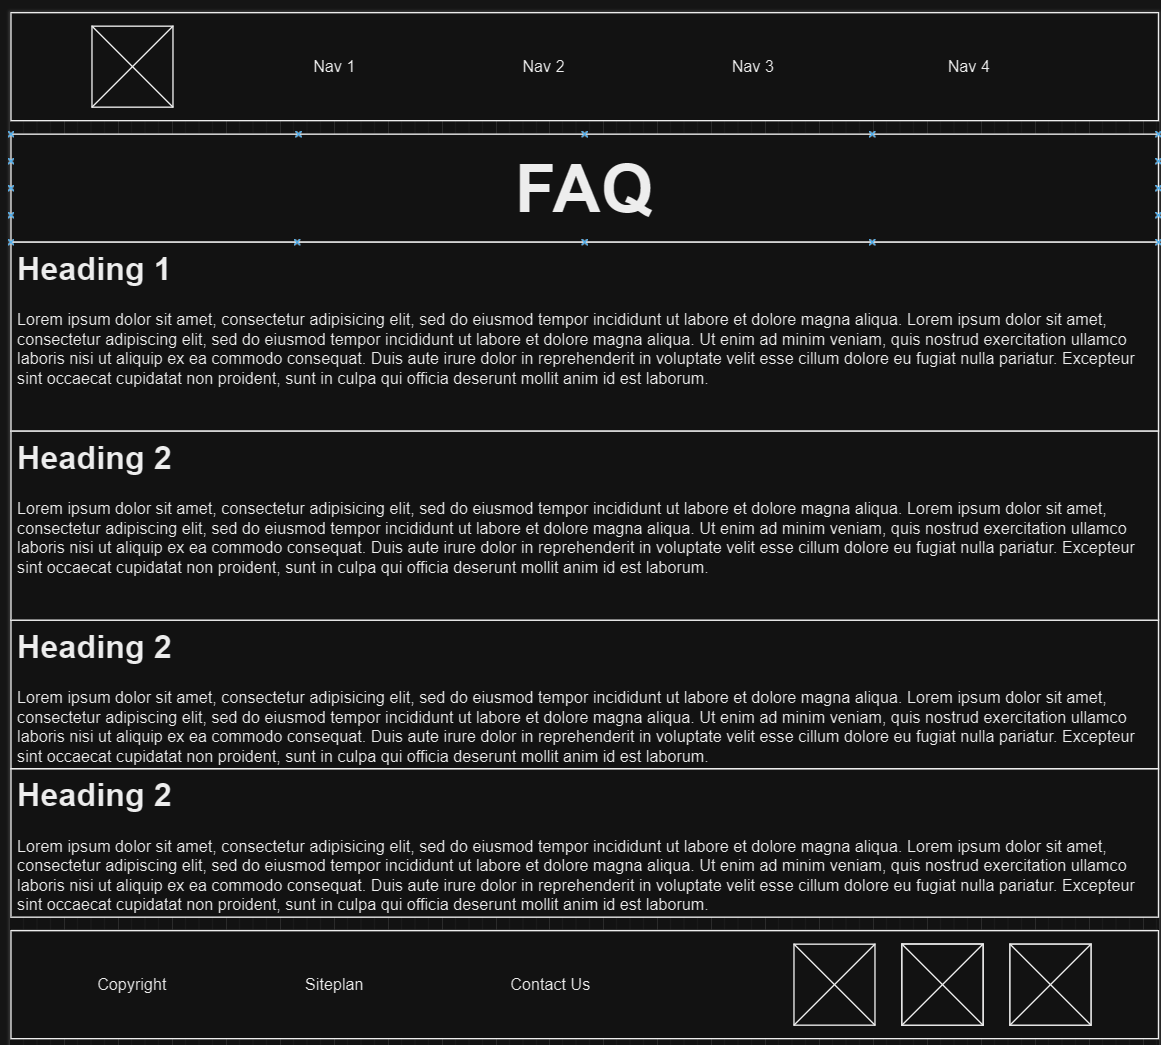 Nav 1 Nav 2 Nav 3 Nav 4
FAQ
Heading 1
Lorem ipsum dolor sit amet, consectetur adipisicing elit, sed do eiusmod tempor incididunt ut labore et dolore magna aliqua. Lorem ipsum dolor sit amet,
consectetur adipiscing elit, sed do eiusmod tempor incididunt ut labore et dolore magna aliqua. Ut enim ad minim veniam, quis nostrud exercitation ullamco
laboris nisi ut aliquip ex ea commodo consequat. Duis aute irure dolor in reprehenderit in voluptate velit esse cillum dolore eu fugiat nulla pariatur. Excepteur
sint occaecat cupidatat non proident, sunt in culpa qui officia deserunt mollit anim id est laborum.
Heading 2
Lorem ipsum dolor sit amet, consectetur adipisicing elit, sed do eiusmod tempor incididunt ut labore et dolore magna aliqua. Lorem ipsum dolor sit amet,
consectetur adipiscing elit, sed do eiusmod tempor incididunt ut labore et dolore magna aliqua. Ut enim ad minim veniam, quis nostrud exercitation ullamco
laboris nisi ut aliquip ex ea commodo consequat. Duis aute irure dolor in reprehenderit in voluptate velit esse cillum dolore eu fugiat nulla pariatur. Excepteur
sint occaecat cupidatat non proident, sunt in culpa qui officia deserunt mollit anim id est laborum.
Heading 2
Lorem ipsum dolor sit amet, consectetur adipisicing elit, sed do eiusmod tempor incididunt ut labore et dolore magna aliqua. Lorem ipsum dolor sit amet,
consectetur adipiscing elit, sed do eiusmod tempor incididunt ut labore et dolore magna aliqua. Ut enim ad minim veniam, quis nostrud exercitation ullamco
laboris nisi ut aliquip ex ea commodo consequat. Duis aute irure dolor in reprehenderit in voluptate velit esse cillum dolore eu fugiat nulla pariatur. Excepteur
sint occaecat cupidatat non proident, sunt in culpa qui officia deserunt mollit anim id est laborum.
Heading 2
Lorem ipsum dolor sit amet, consectetur adipisicing elit, sed do eiusmod tempor incididunt ut labore et dolore magna aliqua. Lorem ipsum dolor sit amet,
consectetur adipiscing elit, sed do eiusmod tempor incididunt ut labore et dolore magna aliqua. Ut enim ad minim veniam, quis nostrud exercitation ullamco
laboris nisi ut aliquip ex ea commodo consequat. Duis aute irure dolor in reprehenderit in voluptate velit esse cillum dolore eu fugiat nulla pariatur. Excepteur
sint occaecat cupidatat non proident, sunt in culpa qui officia deserunt mollit anim id est laborum.
Copyright Siteplan Contact Us